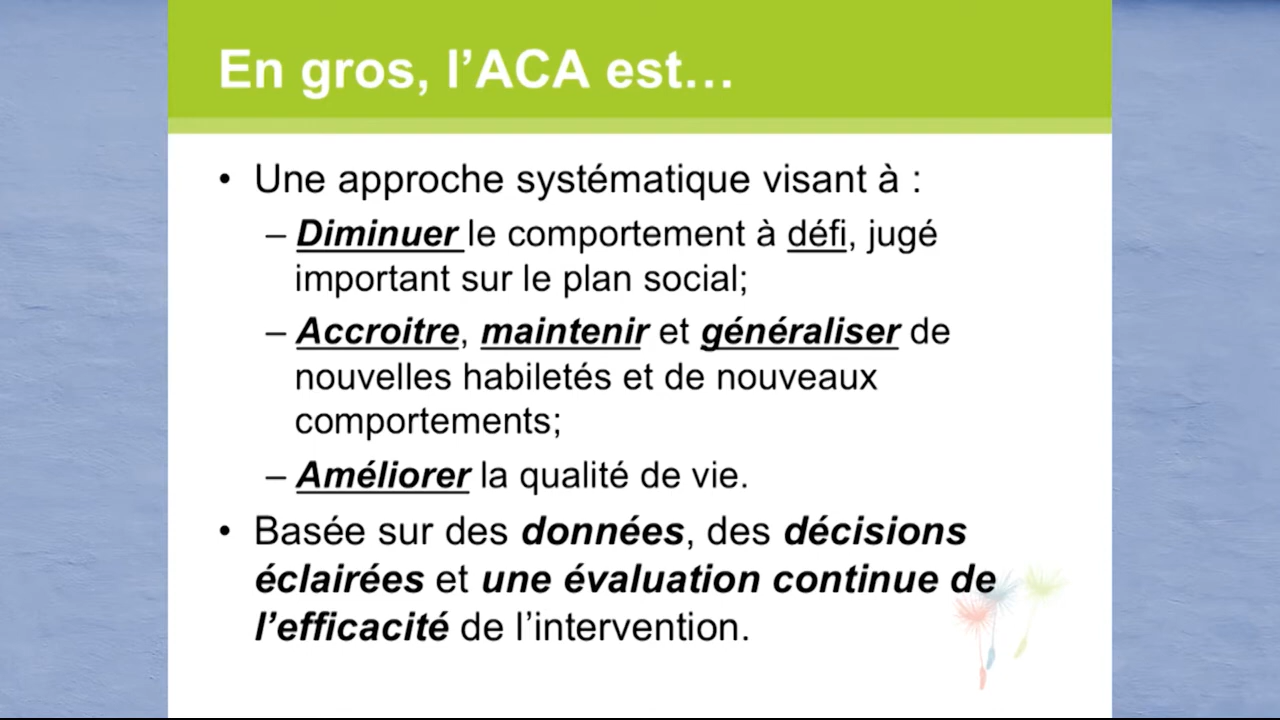 En gros, l’ACA est…
• Une approche systématique visant à :
– Diminuer le comportement à défi, jugé
important sur le plan social;
– Accroitre, maintenir et généraliser de
nouvelles habiletés et de nouveaux
comportements;
– Améliorer la qualité de vie.
• Basée sur des données, des décisions
éclairées et une évaluation continue de
l’efficacité de l’intervention.